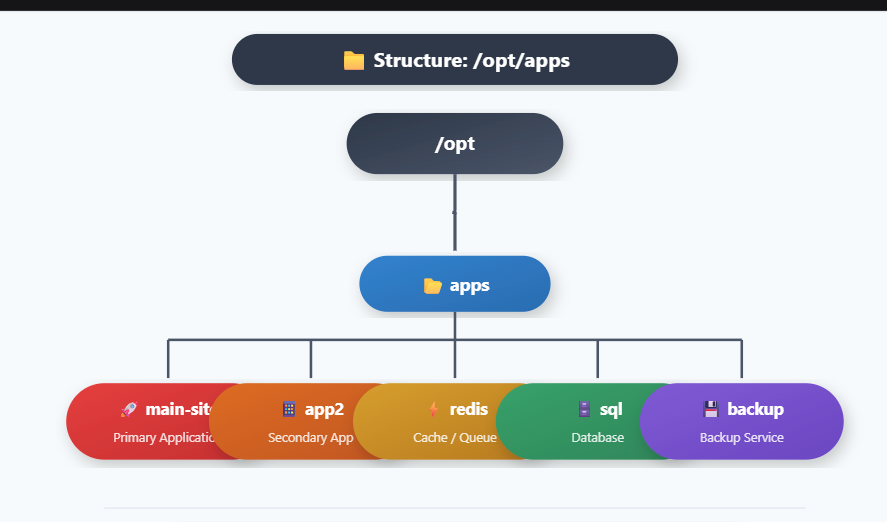 Structure: /opt/apps
/opt
apps
main-sit
app2
redis
sql
backup
Primary Applicatio
Secondary App
Cache / Queue
Database
Backup Service